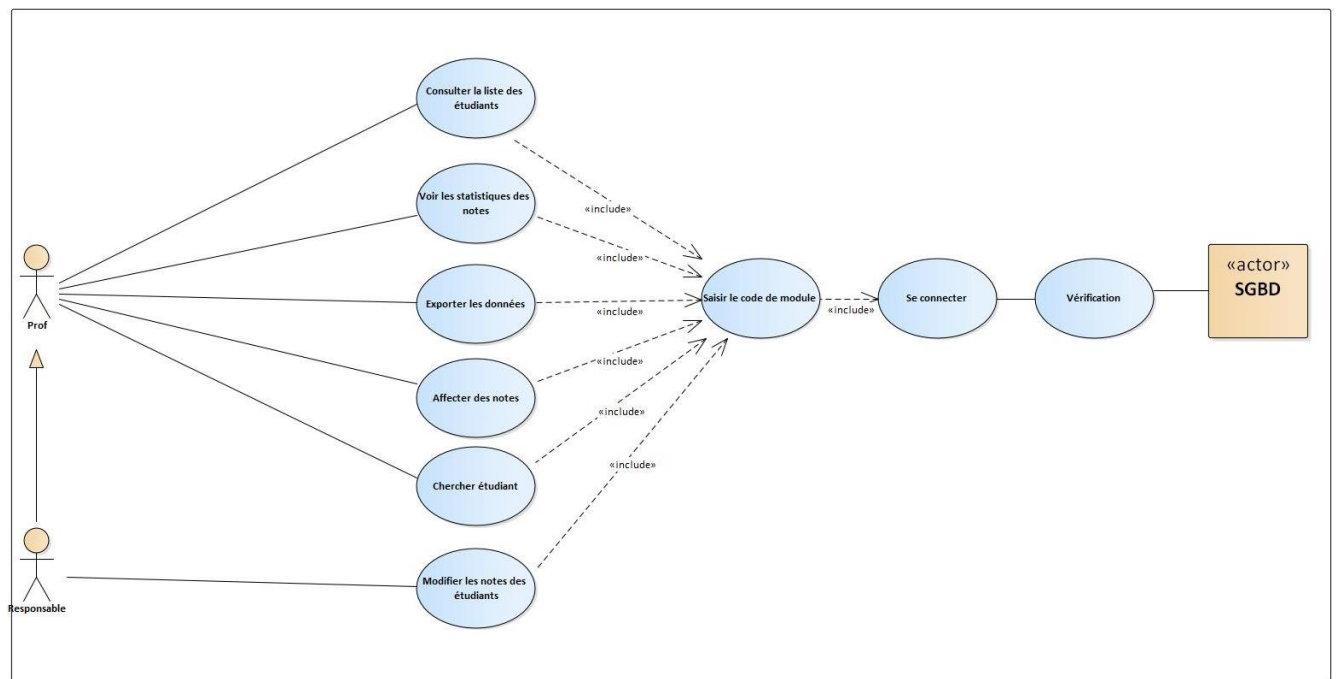 Consulter la liste des
étudiants
Voir les statistiques des
notes
«include»
«include»
Prof
Exporter les données
«include»
Saisir le code de module
«include»
Se connecter
Vérification
«actor»
SGBD
Affecter des notes
«include»
Chercher étudiant
«include»
Responsable
Modifier les notes des
étudiants
«include»